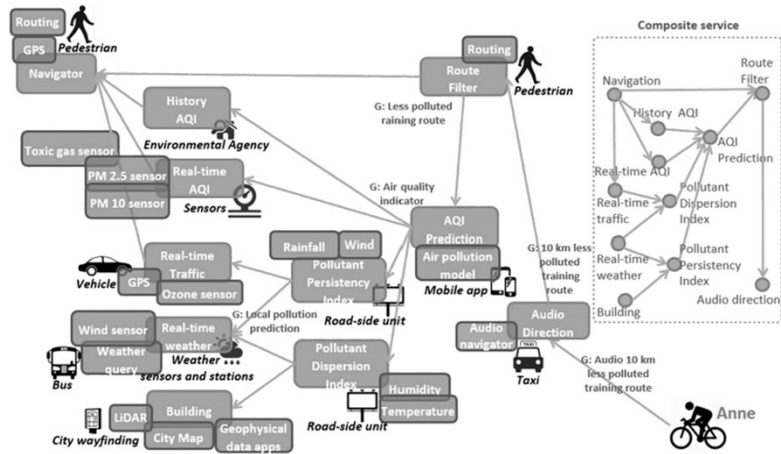 Routing
GPS
Pedestrian
Navigator
History
AQI
Environmental Agency
Toxic gas sensor
PM 2.5 sensor
PM 10 sensor
Real-time
AQI
Sensors
Real-time
Traffic
Vehicle
GPS
Ozone sensor
Wind sensor
Weather
query
Real-time
weather
Weather
sensors and stations
Bus
LiDAR
Building
City Map
Geophysical
data apps
City wayfinding
Routing
Route
Filter
Pedestrian
G: Less polluted
raining route
G: Air quality
indicator
AQI
Prediction
Air pollution
model
Mobile app
Rainfall
Wind
Pollutant
Persistency
Index
Road-side unit
G: Local pollution
prediction
Pollutant
Dispersion
Index
Humidity
Temperature
Road-side unit
G: 10 km less
polluted
training
route
Audio
Direction
Audio
navigator
TAXI
Taxi
G: Audio 10 km
less polluted
training route
Anne
Composite service
Navigation
Route
Filter
History AQI
AQI
Prediction
Real-time AQI
Real-time
traffic
Pollutant
Dispersion
Index
Real-time
weather
Pollutant
Persistency
Index
Building
Audio direction